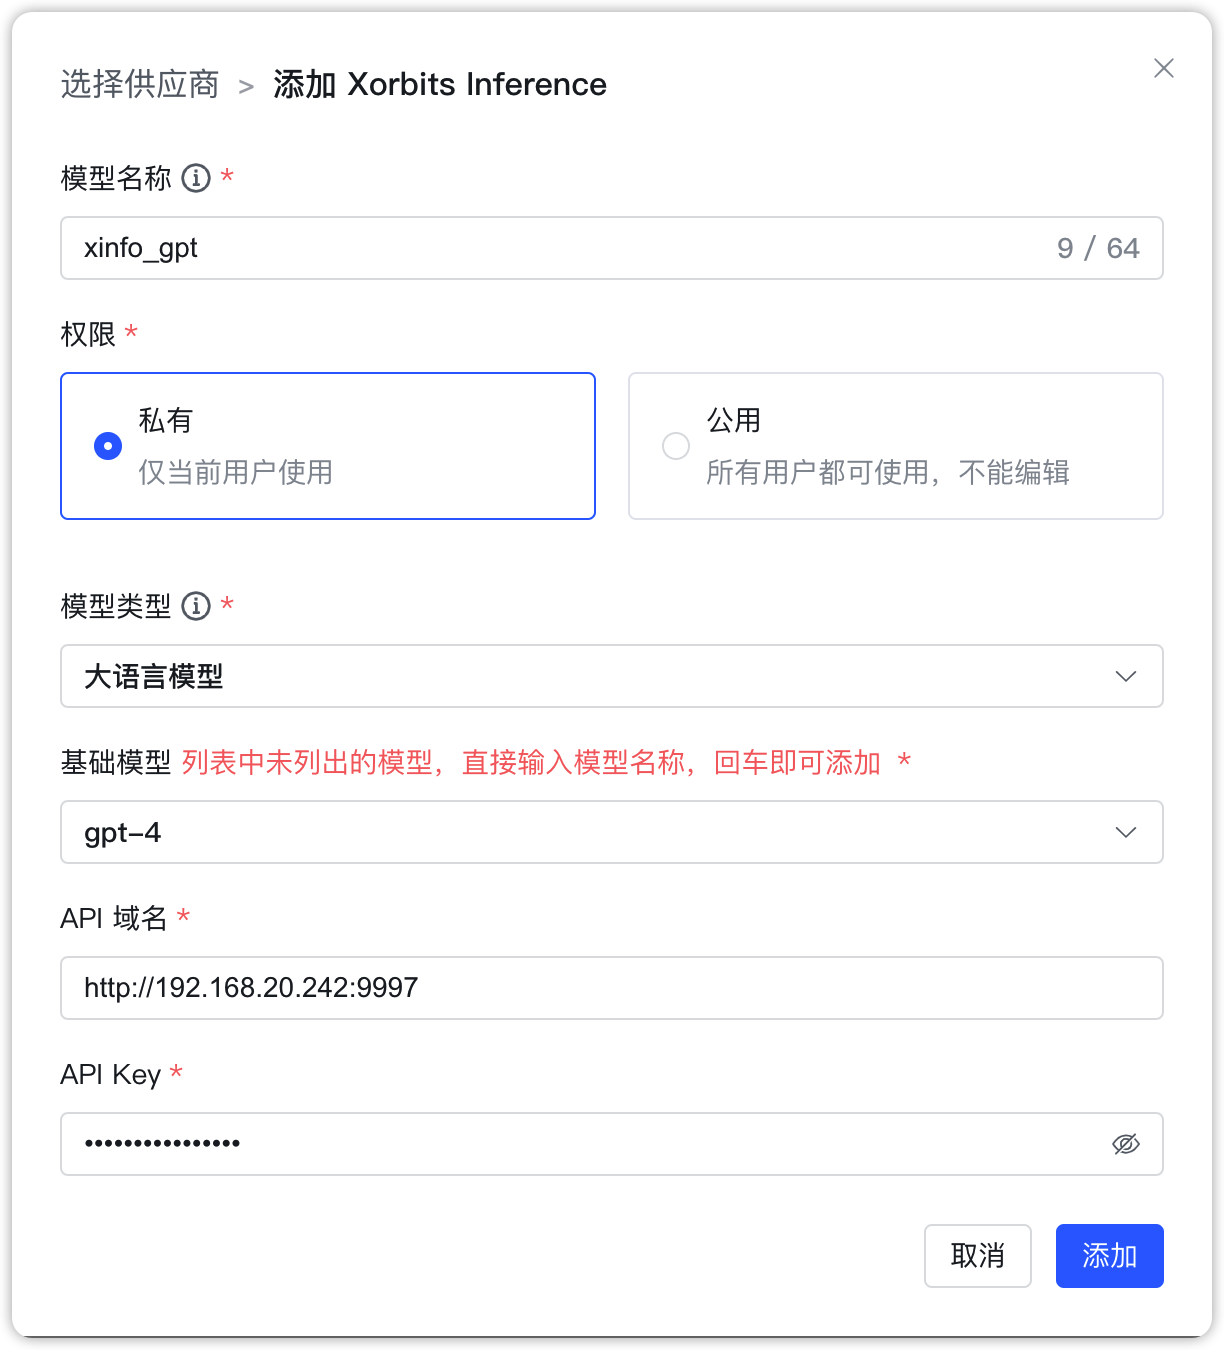 选择供应商 > 添加 Xorbits Inference
模型名称 *
xinfo_gpt 9 / 64
权限 *
私有
仅当前用户使用
公用
所有用户都可使用，不能编辑
模型类型 *
大语言模型
基础模型 列表中未列出的模型，直接输入模型名称，回车即可添加 *
gpt-4
API 域名 *
http://192.168.20.242:9997
API Key *
••••••••••••••••
取消 添加